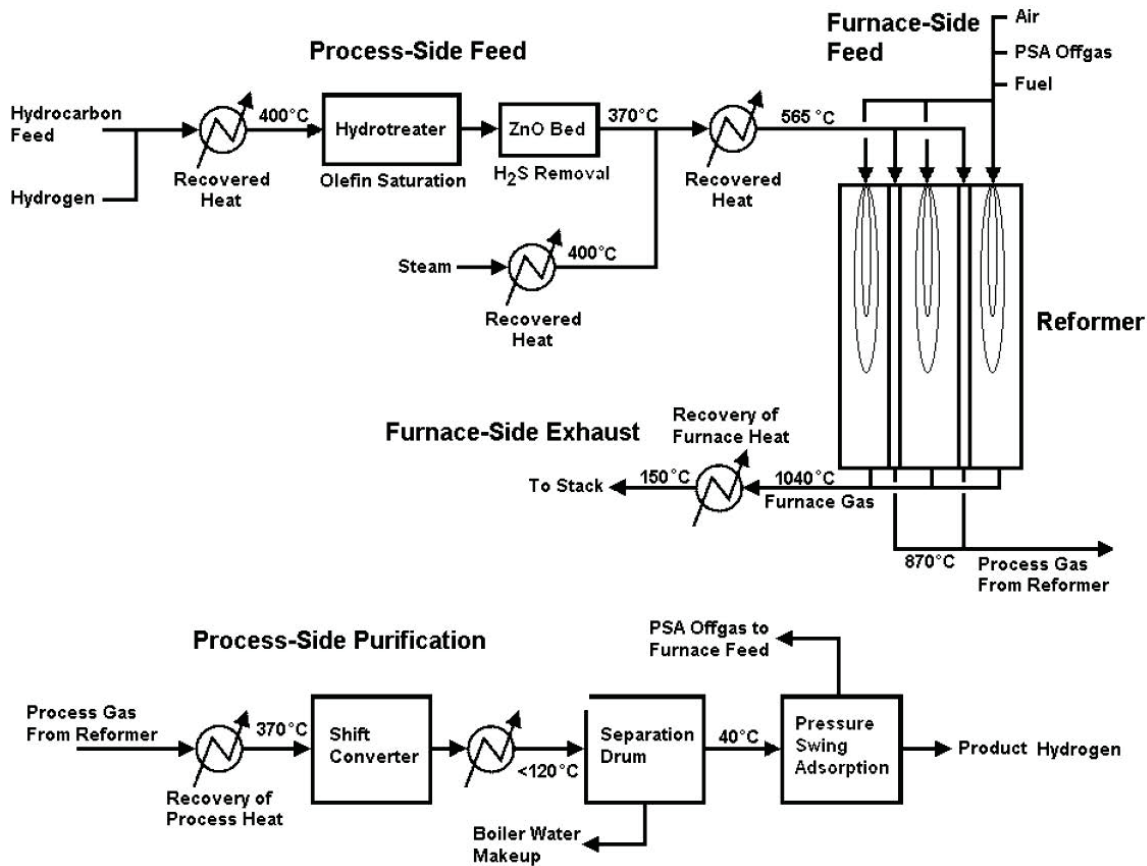 Process-Side Feed
Furnace-Side
Feed
Air
PSA Offgas
Fuel
Hydrocarbon
Feed
Hydrogen
400°C
Hydrotreater
ZnO Bed
370°C
565 °C
Recovered
Heat
Olefin Saturation
H₂S Removal
Recovered
Heat
Steam
400°C
Recovered
Heat
Reformer
Furnace-Side Exhaust
Recovery of
Furnace Heat
To Stack
150°C
1040°C
Furnace Gas
870°C
Process Gas
From Reformer
Process-Side Purification
PSA Offgas to
Furnace Feed
Process Gas
From Reformer
370°C
Shift
Converter
<120°C
Separation
Drum
40°C
Pressure
Swing
Adsorption
Product Hydrogen
Recovery of
Process Heat
Boiler Water
Makeup